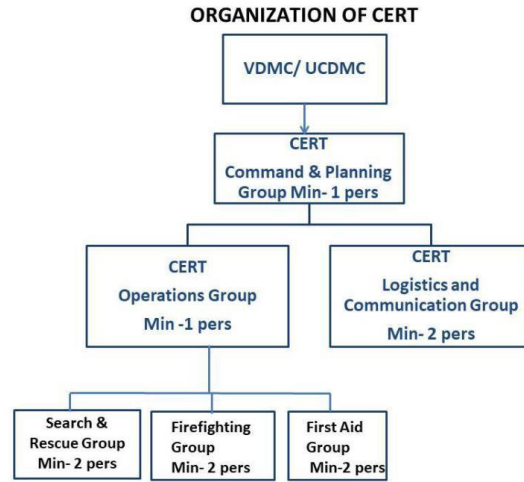 ORGANIZATION OF CERT
VDMC/ UCDMC
CERT
Command & Planning
Group Min- 1 pers
CERT
Operations Group
Min -1 pers
CERT
Logistics and
Communication Group
Min- 2 pers
Search &
Rescue Group
Min- 2 pers
Firefighting
Group
Min- 2 pers
First Aid
Group
Min-2 pers